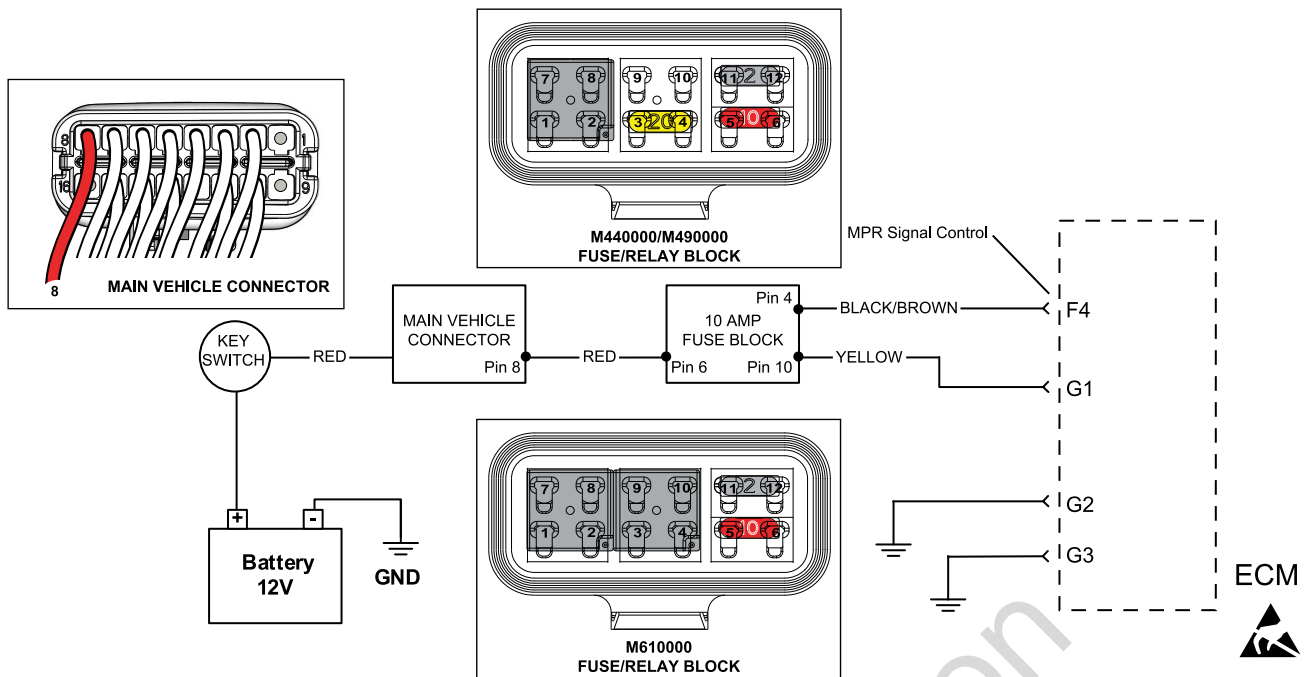 8
1
16
9
8
MAIN VEHICLE CONNECTOR
7
8
9
10
11
2
12
1
2
3
20
4
5
10
6
M440000/M490000
FUSE/RELAY BLOCK
MPR Signal Control
KEY
SWITCH
RED
MAIN VEHICLE
CONNECTOR
Pin 8
RED
Pin 4
10 AMP
FUSE BLOCK
Pin 6
Pin 10
BLACK/BROWN
F4
YELLOW
G1
7
8
9
10
11
2
12
1
2
3
4
5
10
6
M610000
FUSE/RELAY BLOCK
+
-
Battery
12V
GND
G2
G3
ECM
on